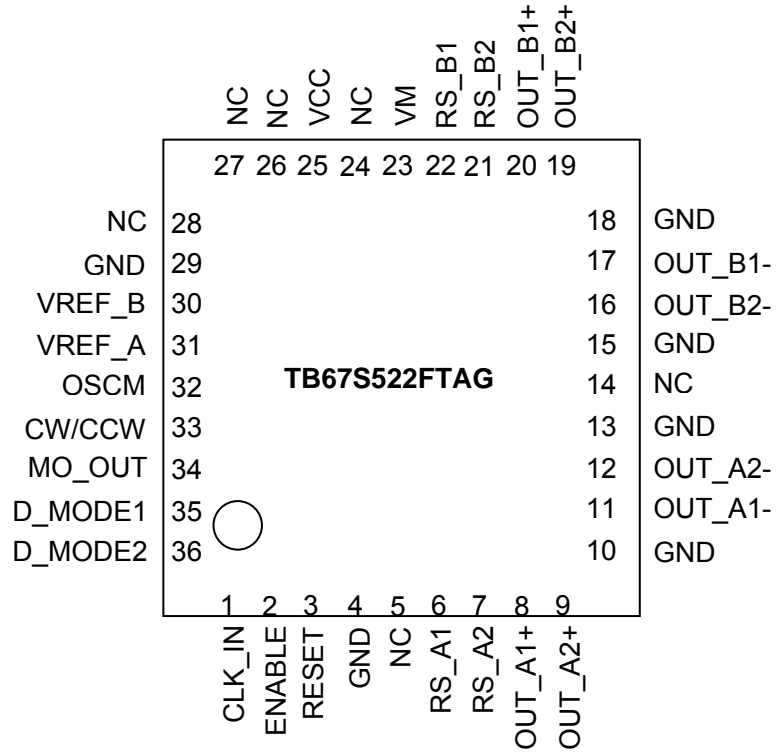 NC
NC
VCC
NC
VM
RS_B1
RS_B2
OUT_B1+
OUT_B2+
27 26 25 24 23 22 21 20 19
NC 28
GND 29
VREF_B 30
VREF_A 31
OSCM 32
CW/CCW 33
MO_OUT 34
D_MODE1 35
D_MODE2 36
TB67S522FTAG
18 GND
17 OUT_B1-
16 OUT_B2-
15 GND
14 NC
13 GND
12 OUT_A2-
11 OUT_A1-
10 GND
1 2 3 4 5 6 7 8 9
CLK_IN
ENABLE
RESET
GND
NC
RS_A1
RS_A2
OUT_A1+
OUT_A2+